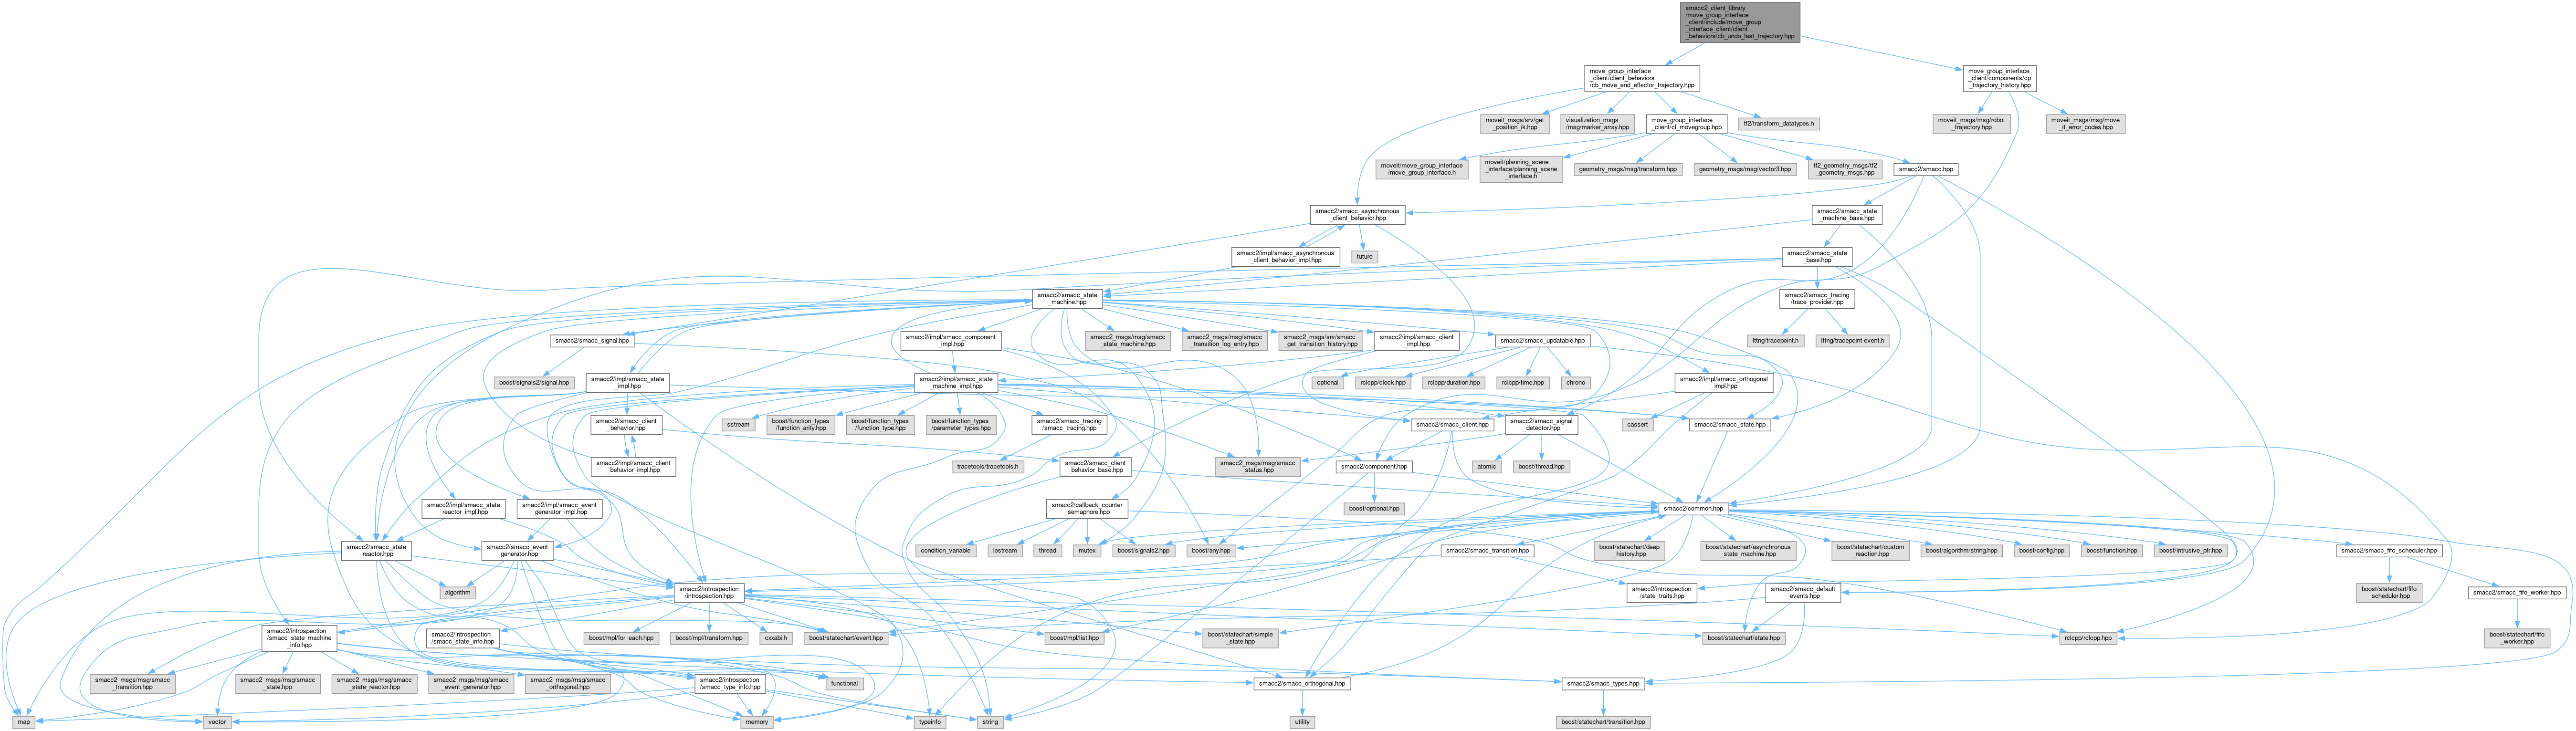 smacc2_client_library
/move_group_interface
_client/include/move_group
_interface_client/client
_behaviors/cb_undo_last_trajectory.hpp
move_group_interface
_client/client_behaviors
/cb_move_end_effector_trajectory.hpp
move_group_interface
_client/components/cp
_trajectory_history.hpp
moveit_msgs/srv/get
_position_ik.hpp
visualization_msgs
/msg/marker_array.hpp
move_group_interface
_client/cl_movegroup.hpp
tf2/transform_datatypes.h
moveit_msgs/msg/robot
_trajectory.hpp
moveit_msgs/msg/move
_it_error_codes.hpp
moveit/move_group_interface
/move_group_interface.h
moveit/planning_scene
_interface/planning_scene
_interface.h
geometry_msgs/msg/transform.hpp
geometry_msgs/msg/vector3.hpp
tf2_geometry_msgs/tf2
_geometry_msgs.hpp
smacc2/smacc.hpp
smacc2/smacc_asynchronous
_client_behavior.hpp
smacc2/smacc_state
_machine_base.hpp
smacc2/impl/smacc_asynchronous
_client_behavior_impl.hpp
future
smacc2/smacc_state
_base.hpp
smacc2/smacc_state
_machine.hpp
smacc2/smacc_tracing
/trace_provider.hpp
smacc2/smacc_signal.hpp
smacc2/impl/smacc_component
_impl.hpp
smacc2_msgs/msg/smacc
_state_machine.hpp
smacc2_msgs/msg/smacc
_transition_log_entry.hpp
smacc2_msgs/srv/smacc
_get_transition_history.hpp
smacc2/impl/smacc_client
_impl.hpp
smacc2/smacc_updatable.hpp
lttng/tracepoint.h
lttng/tracepoint-event.h
boost/signals2/signal.hpp
smacc2/impl/smacc_state
_impl.hpp
smacc2/impl/smacc_state
_machine_impl.hpp
optional
rclcpp/clock.hpp
rclcpp/duration.hpp
rclcpp/time.hpp
chrono
smacc2/impl/smacc_orthogonal
_impl.hpp
smacc2/smacc_client
_behavior.hpp
sstream
boost/function_types
/function_arity.hpp
boost/function_types
/function_type.hpp
boost/function_types
/parameter_types.hpp
smacc2/smacc_tracing
/smacc_tracing.hpp
smacc2/smacc_client.hpp
smacc2/smacc_signal
_detector.hpp
cassert
smacc2/smacc_state.hpp
smacc2/impl/smacc_client
_behavior_impl.hpp
tracetools/tracetools.h
smacc2/smacc_client
_behavior_base.hpp
smacc2_msgs/msg/smacc
_status.hpp
smacc2/component.hpp
atomic
boost/thread.hpp
smacc2/impl/smacc_state
_reactor_impl.hpp
smacc2/impl/smacc_event
_generator_impl.hpp
smacc2/callback_counter
_semaphore.hpp
boost/optional.hpp
smacc2/common.hpp
smacc2/smacc_state
_reactor.hpp
smacc2/smacc_event
_generator.hpp
condition_variable
iostream
thread
mutex
boost/signals2.hpp
boost/any.hpp
smacc2/smacc_transition.hpp
boost/statechart/deep
_history.hpp
boost/statechart/asynchronous
_state_machine.hpp
boost/statechart/custom
_reaction.hpp
boost/algorithm/string.hpp
boost/config.hpp
boost/function.hpp
boost/intrusive_ptr.hpp
smacc2/smacc_fifo_scheduler.hpp
algorithm
smacc2/introspection
/introspection.hpp
smacc2/introspection
/state_traits.hpp
smacc2/smacc_default
_events.hpp
boost/statechart/fifo
_scheduler.hpp
smacc2/smacc_fifo_worker.hpp
smacc2/introspection
/smacc_state_machine
_info.hpp
smacc2/introspection
/smacc_state_info.hpp
boost/mpl/for_each.hpp
boost/mpl/transform.hpp
cxxabi.h
boost/statechart/event.hpp
boost/mpl/list.hpp
boost/statechart/simple
_state.hpp
boost/statechart/state.hpp
rclcpp/rclcpp.hpp
boost/statechart/fifo
_worker.hpp
smacc2_msgs/msg/smacc
_transition.hpp
smacc2_msgs/msg/smacc
_state.hpp
smacc2_msgs/msg/smacc
_state_reactor.hpp
smacc2_msgs/msg/smacc
_event_generator.hpp
smacc2_msgs/msg/smacc
_orthogonal.hpp
smacc2/introspection
/smacc_type_info.hpp
functional
smacc2/smacc_orthogonal.hpp
smacc2/smacc_types.hpp
map
vector
memory
typeinfo
string
utility
boost/statechart/transition.hpp